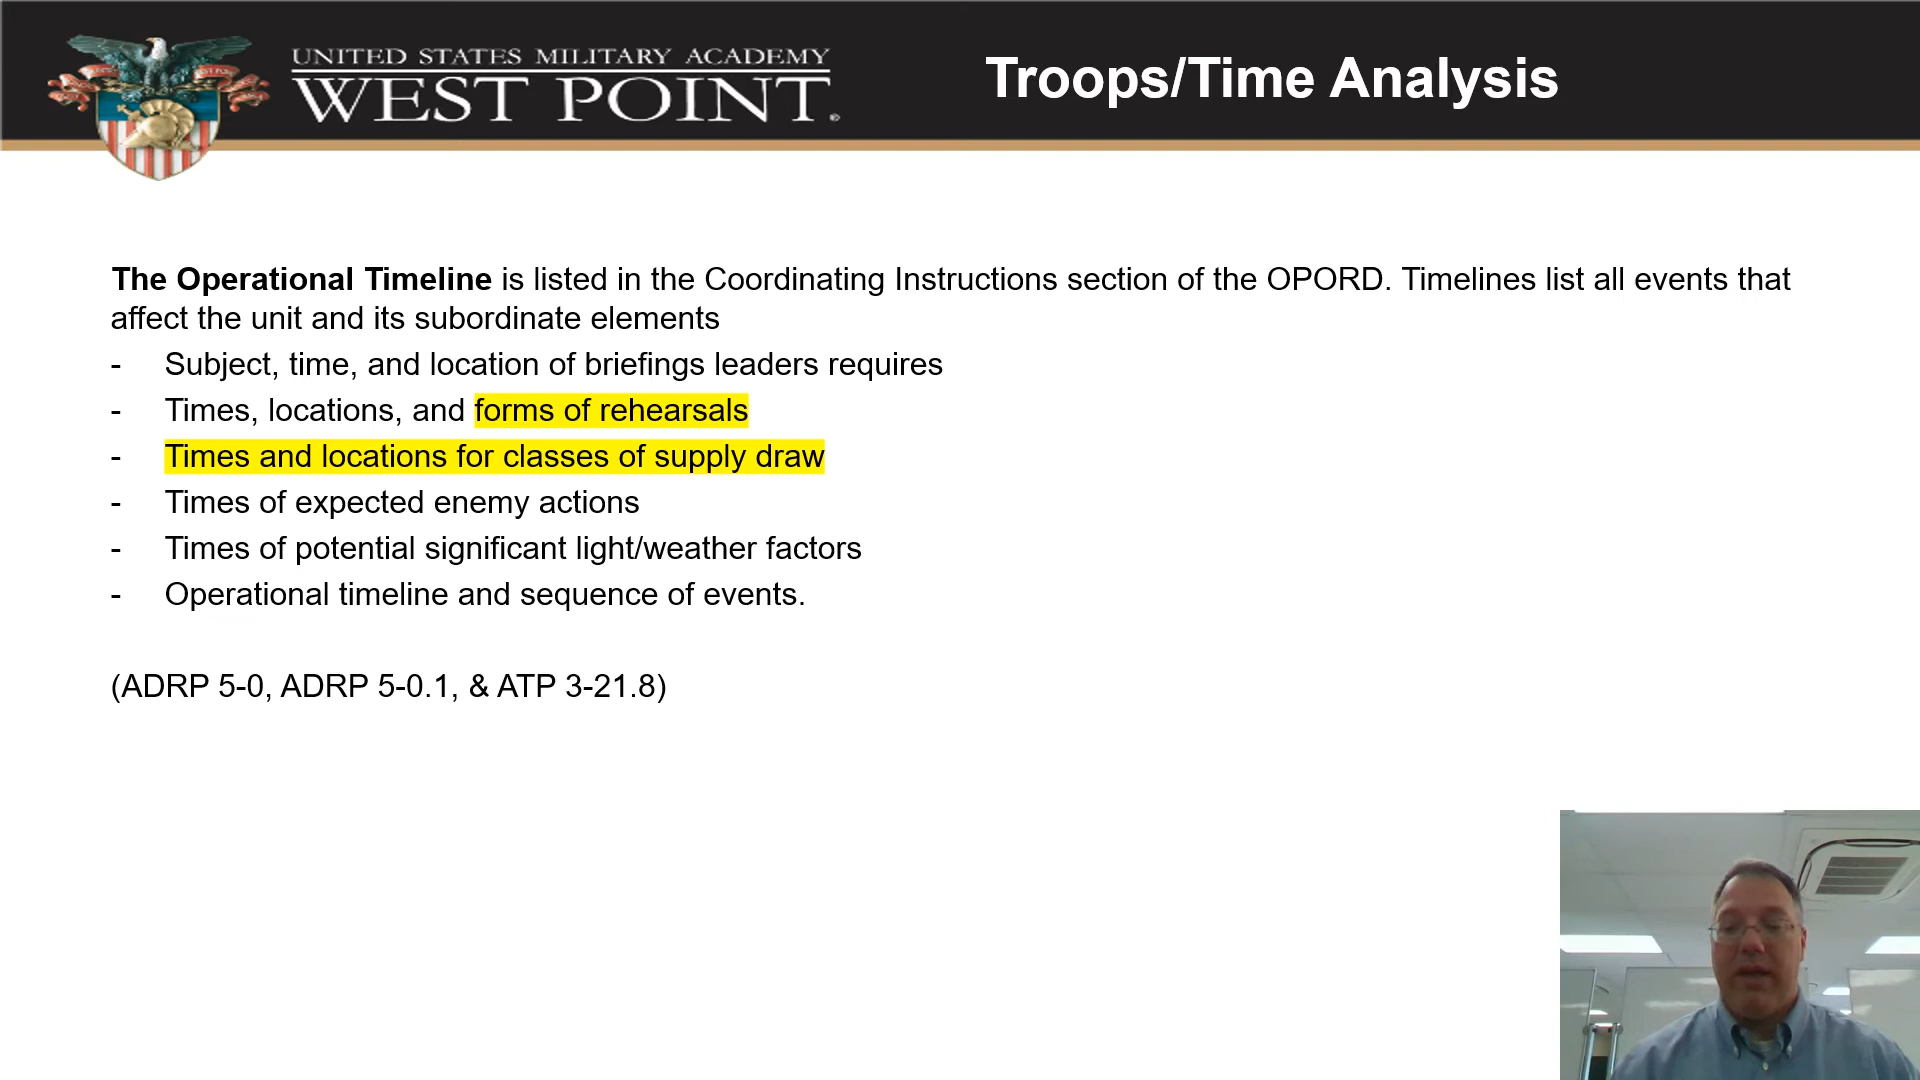 UNITED STATES MILITARY ACADEMY
WEST POINT
Troops/Time Analysis
The Operational Timeline is listed in the Coordinating Instructions section of the OPORD. Timelines list all events that
affect the unit and its subordinate elements
- Subject, time, and location of briefings leaders requires
- Times, locations, and forms of rehearsals
- Times and locations for classes of supply draw
- Times of expected enemy actions
- Times of potential significant light/weather factors
- Operational timeline and sequence of events.
(ADRP 5-0, ADRP 5-0.1, & ATP 3-21.8)